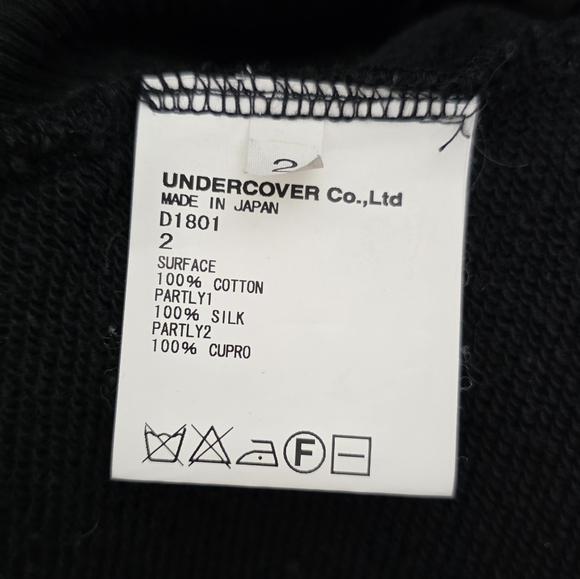 2
UNDERCOVER Co.,Ltd
MADE IN JAPAN
D1801
2
SURFACE
100% COTTON
PARTLY1
100% SILK
PARTLY2
100% CUPRO
F